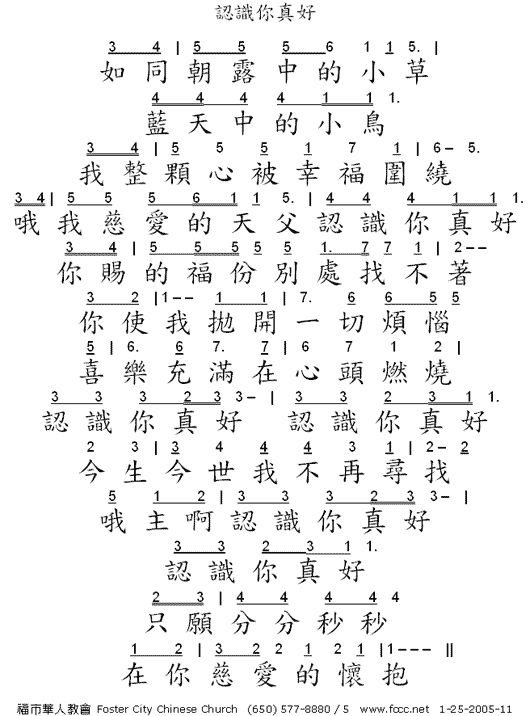 認識你真好
3 4 | 5 5 5 6 1 1 5. |
如同朝露中的小草
4 4 4 4 1 1 1.
藍天中的小鳥
3 4 | 5 5 5 1 7 1 | 6– 5.
我整顆心被幸福圍繞
3 4 | 5 5 5 6 1 1 5. | 4 4 4 1 1 1.
哦我慈愛的天父認識你真好
3 4 | 5 5 5 5 5 1. 7 7 1 | 2--
你賜的福份別處找不著
3 2 |1-- 1 1 | 7. 6 6 5 5
你使我拋開一切煩惱
5 | 6. 6 7. 7 | 6 7 1 2 |
喜樂充滿在心頭燃燒
3 3 3 2 3 3– | 3 3 2 3 1 1.
認識你真好 認識你真好
2 3 | 3 4 4 4 3 1 | 2– 2
今生今世我不再尋找
5 1 2 | 3 3 3 2 3 3– |
哦主啊認識你真好
3 3 2 3 1 1.
認識你真好
2 3 | 4 4 4 4 4
只願分分秒秒
1 2 | 3 2 2 1 2 1 |1--- ||
在你慈愛的懷抱
福市華人教會 Foster City Chinese Church (650) 577-8880 / 5 www.fccc.net 1-25-2005-11